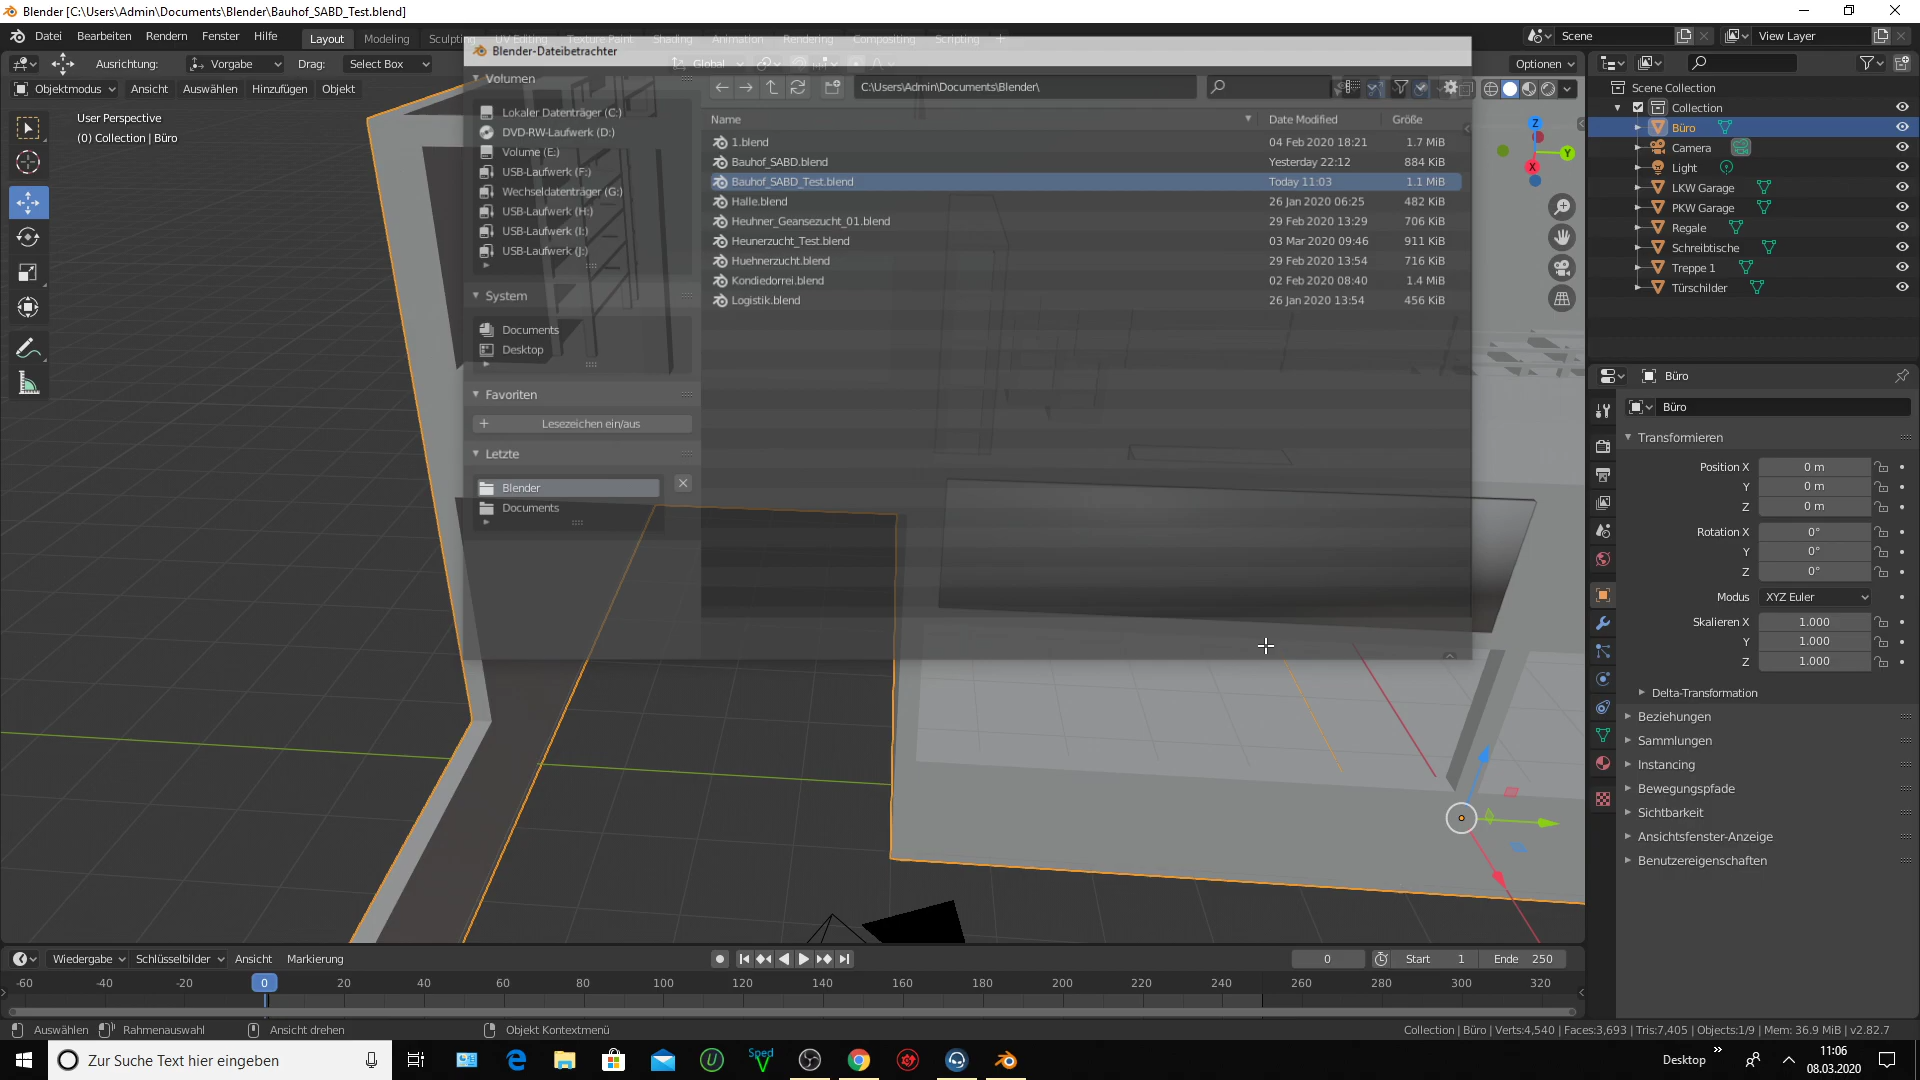 Blender [C:\Users\Admin\Documents\Blender\Bauhof_SABD_Test.blend]
Datei Bearbeiten Rendern Fenster Hilfe Layout Modeling Sculpting UV Editing Texture Paint Shading Animation Rendering Compositing Scripting + Scene View Layer
Blender-Dateibetrachter
Ausrichtung: Vorgabe Drag: Select Box Global Optionen
Objektmodus Ansicht Auswählen Hinzufügen Objekt
User Perspective
(0) Collection | Büro
Volumen
Lokaler Datenträger (C:)
DVD-RW-Laufwerk (D:)
Volume (E:)
USB-Laufwerk (F:)
Wechseldatenträger (G:)
USB-Laufwerk (H:)
USB-Laufwerk (I:)
USB-Laufwerk (J:)
System
Documents
Desktop
Favoriten
Lesezeichen ein/aus
Letzte
Blender
Documents
C:\Users\Admin\Documents\Blender\
Name Date Modified Größe
1.blend 04 Feb 2020 18:21 1.7 MiB
Bauhof_SABD.blend Yesterday 22:12 884 KiB
Bauhof_SABD_Test.blend Today 11:03 1.1 MiB
Halle.blend 26 Jan 2020 06:25 482 KiB
Heuhner_Geansezucht_01.blend 29 Feb 2020 13:29 706 KiB
Heunerzucht_Test.blend 03 Mar 2020 09:46 911 KiB
Huehnerzucht.blend 29 Feb 2020 13:54 716 KiB
Kondiedorrei.blend 02 Feb 2020 08:40 1.4 MiB
Logistik.blend 26 Jan 2020 13:54 456 KiB
Z
Y
X
Scene Collection
Collection
Büro
Camera
Light
LKW Garage
PKW Garage
Regale
Schreibtische
Treppe 1
Türschilder
Büro
Büro
Transformieren
Position X 0 m
Y 0 m
Z 0 m
Rotation X 0°
Y 0°
Z 0°
Modus XYZ Euler
Skalieren X 1.000
Y 1.000
Z 1.000
Delta-Transformation
Beziehungen
Sammlungen
Instancing
Bewegungspfade
Sichtbarkeit
Ansichtsfenster-Anzeige
Benutzereigenschaften
Wiedergabe Schlüsselbilder Ansicht Markierung 0 Start 1 Ende 250
-60 -40 -20 0 20 40 60 80 100 120 140 160 180 200 220 240 260 280 300 320
Auswählen Rahmenauswahl Ansicht drehen Objekt Kontextmenü Collection | Büro | Verts:4,540 | Faces:3,693 | Tris:7,405 | Objects:1/9 | Mem: 36.9 MiB | v2.82.7
Zur Suche Text hier eingeben Sped V Desktop » 11:06
08.03.2020